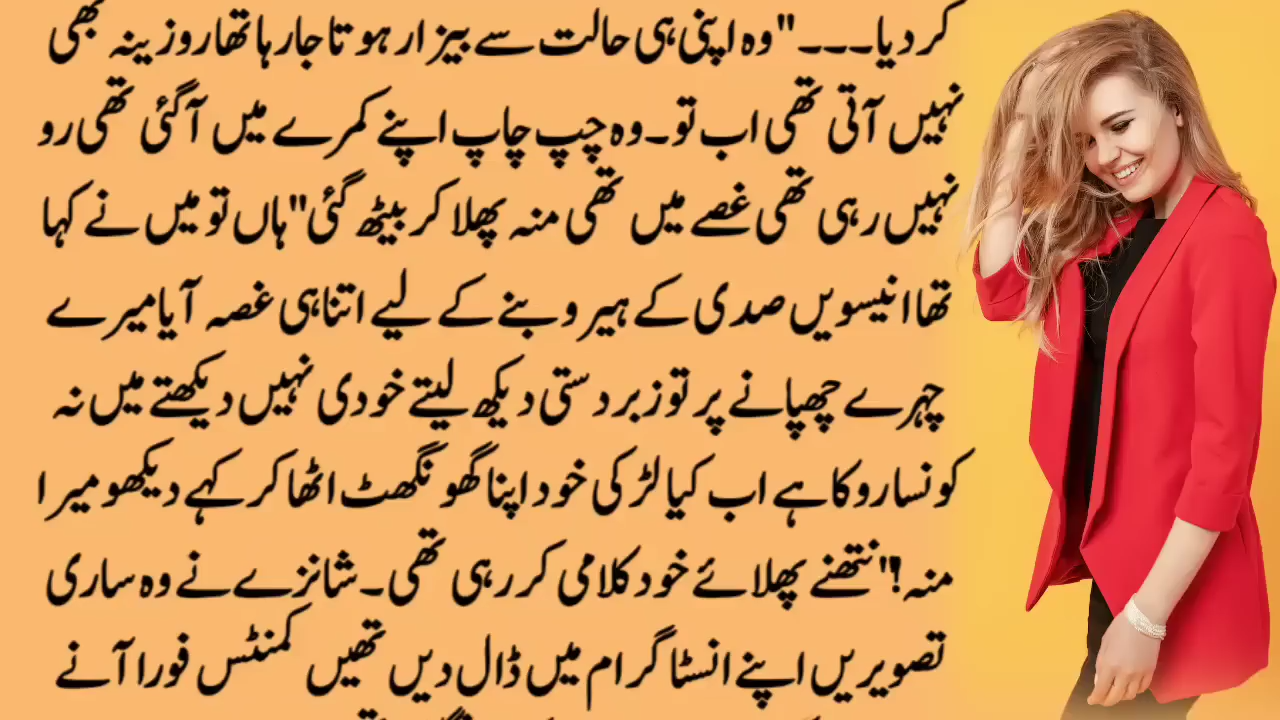 کر دیا۔۔۔۔"وہ اپنی ہی حالت سے بیزار ہوتا جا رہا تھا روزینہ بھی
نہیں آتی تھی اب تو۔وہ چپ چاپ اپنے کمرے میں آگئی تھی رو
نہیں رہی تھی غصے میں تھی منہ پھلا کر بیٹھ گئی"ہاں تو میں نے کہا
تھا انیسویں صدی کے ہیرو بنے کے لیے اتنا ہی غصہ آیا میرے
چہرے چھپانے پر تو زبردستی دیکھ لیتے خود ی نہیں دیکھتے میں نہ
کونسا روکا ہے اب کیا لڑکی خود اپنا گھونگھٹ اٹھا کر کہے دیکھو میرا
منہ!"نتھنے پھلائے خود کلامی کر رہی تھی۔شانزے نے وہ ساری
تصویریں اپنے انسٹا گرام میں ڈال دیں تھیں کمنٹس فورا آنے